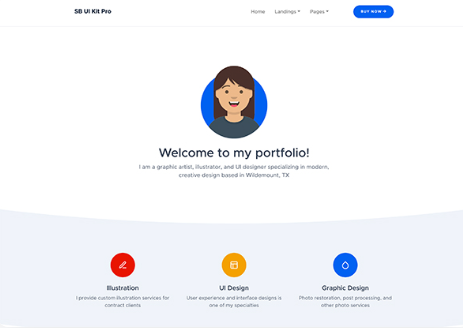 SB UI Kit Pro
Home Landings Pages BUY NOW
Welcome to my portfolio!
I am a graphic artist, illustrator, and UI designer specializing in modern,
creative design based in Wildemount, TX
Illustration
I provide custom illustration services for
contract clients
UI Design
User experience and interface designs is
one of my specialties
Graphic Design
Photo restoration, post processing, and
other photo services